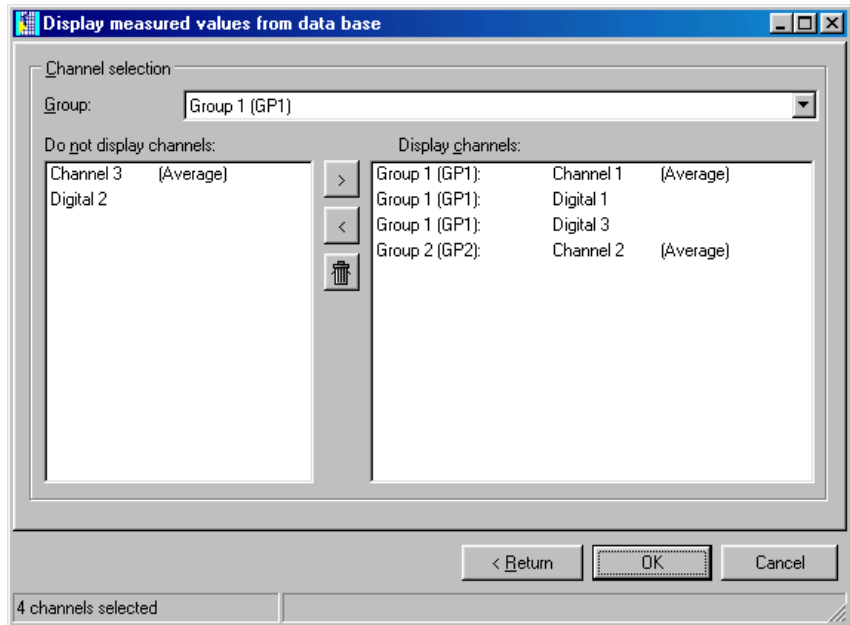 Display measured values from data base
Channel selection
Group: Group 1 (GP1)
Do not display channels: Display channels:
Channel 3 (Average)
Digital 2
>
<
Group 1 (GP1): Channel 1 (Average)
Group 1 (GP1): Digital 1
Group 1 (GP1): Digital 3
Group 2 (GP2): Channel 2 (Average)
< Return OK Cancel
4 channels selected